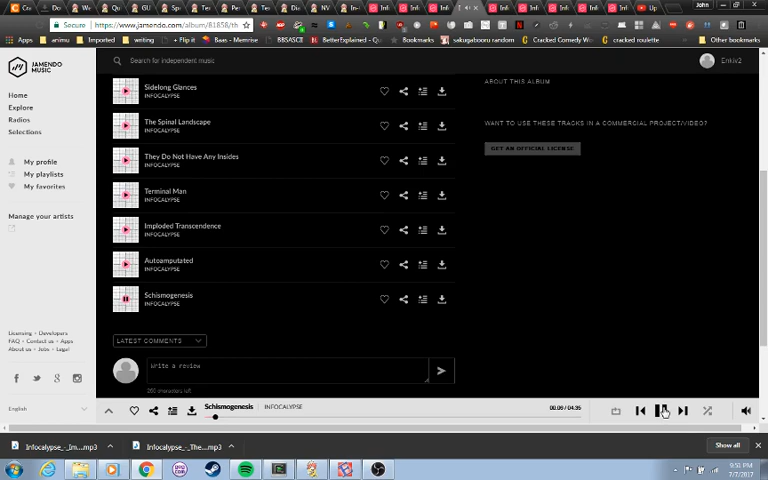 John
Secure
https://www.jamendo.com/album/81858/th
Apps
animu
Imported
writing
+ Flip It
Baas - Memrise
BBSASCII
BetterExplained - Qu
Bookmarks
sakugabooru random
Cracked Comedy Wo
cracked roulette
Other bookmarks
JAMENDO
MUSIC
Search for independent music
Enkiv2
Home
Explore
Radios
Selections
My profile
My playlists
My favorites
Manage your artists
Licensing • Developers
FAQ • Contact us •
About us • Jobs • Legal
English
Sidelong Glances
INFOCALYPSE
The Spinal Landscape
INFOCALYPSE
They Do Not Have Any Insides
INFOCALYPSE
Terminal Man
INFOCALYPSE
Imploded Transcendence
INFOCALYPSE
Autoamputated
INFOCALYPSE
Schismogenesis
INFOCALYPSE
ABOUT THIS ALBUM
WANT TO USE THESE TRACKS IN A COMMERCIAL PROJECT/VIDEO?
GET AN OFFICIAL LICENSE
LATEST COMMENTS
Write a review
characters left
Schismogenesis INFOCALYPSE
Infocalypse_-_Im....mp3
Infocalypse_-_The....mp3
Show all
9:51 PM
7/7/2017